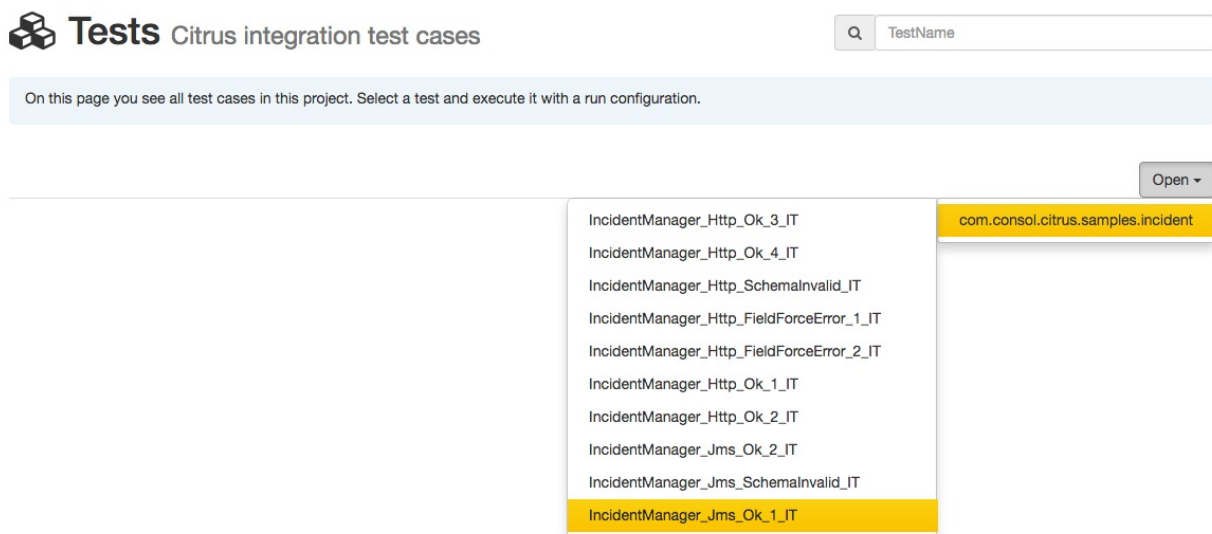 Tests Citrus integration test cases
TestName
On this page you see all test cases in this project. Select a test and execute it with a run configuration.
Open
com.consol.citrus.samples.incident
IncidentManager_Http_Ok_3_IT
IncidentManager_Http_Ok_4_IT
IncidentManager_Http_SchemaInvalid_IT
IncidentManager_Http_FieldForceError_1_IT
IncidentManager_Http_FieldForceError_2_IT
IncidentManager_Http_Ok_1_IT
IncidentManager_Http_Ok_2_IT
IncidentManager_Jms_Ok_2_IT
IncidentManager_Jms_SchemaInvalid_IT
IncidentManager_Jms_Ok_1_IT